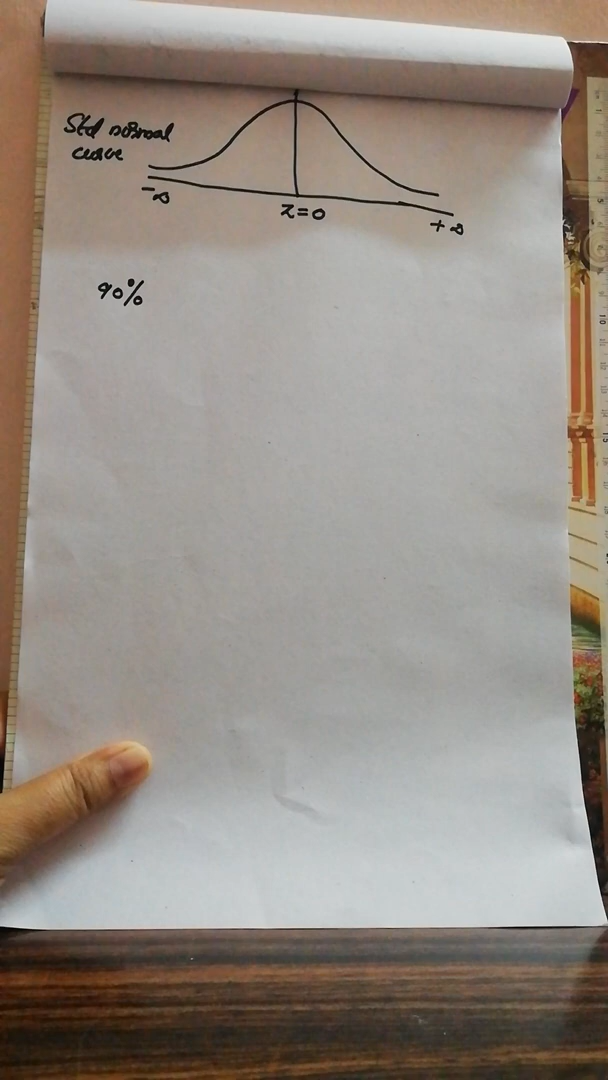 Std normal
curve
-∞
Z=0
+∞
90%